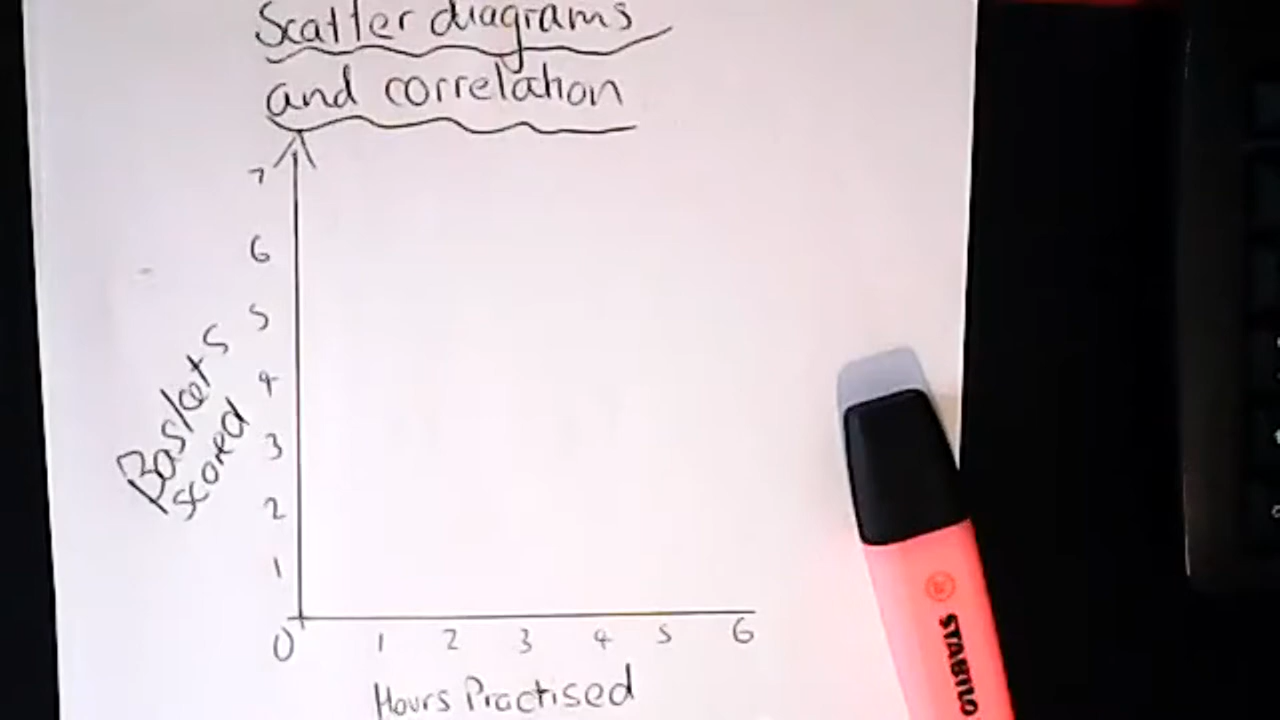 Scatter diagrams
and correlation
7
6
5
4
3
2
1
0 1 2 3 4 5 6
Baskets
scored
Hours Practised
STABILO